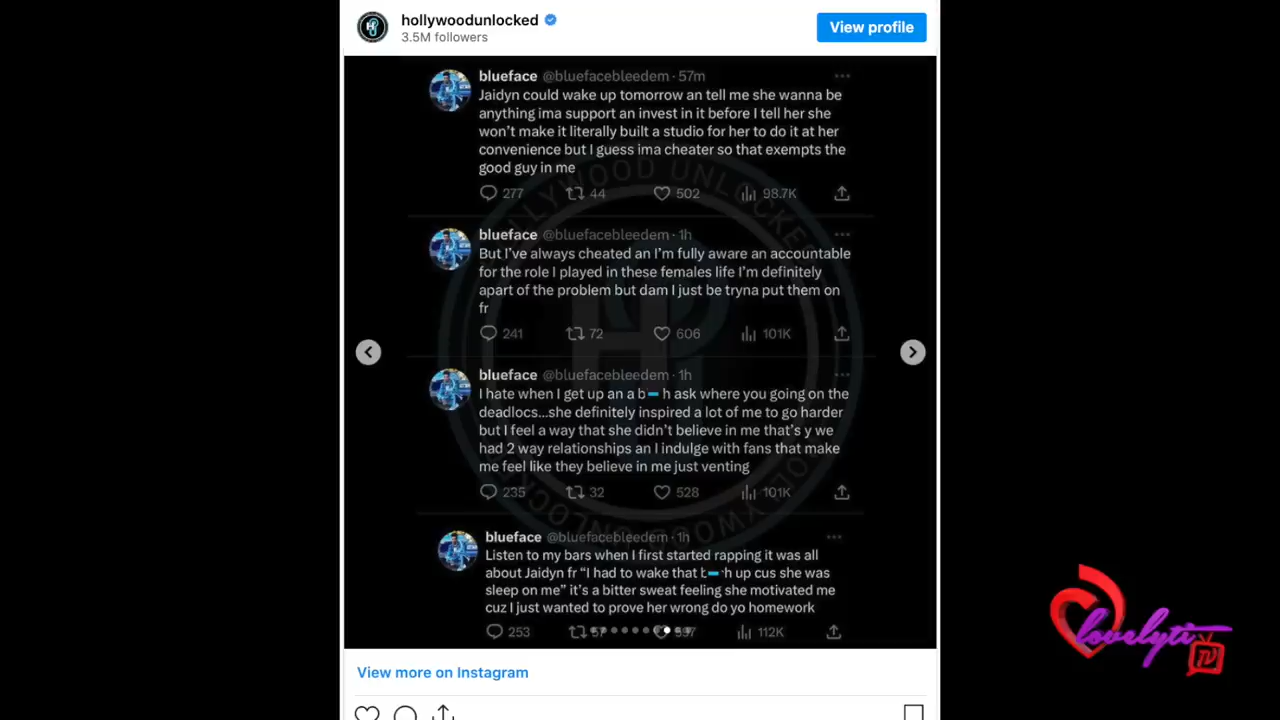 hollywoodunlocked
3.5M followers
View profile
blueface @bluefacebleedem · 57m
Jaidyn could wake up tomorrow an tell me she wanna be
anything ima support an invest in it before I tell her she
won't make it literally built a studio for her to do it at her
convenience but I guess ima cheater so that exempts the
good guy in me
277 44 502 98.7K
blueface @bluefacebleedem · 1h
But I've always cheated an I'm fully aware an accountable
for the role I played in these females life I'm definitely
apart of the problem but dam I just be tryna put them on
fr
241 72 606 101K
blueface @bluefacebleedem · 1h
I hate when I get up an a b h ask where you going on the
deadlocs...she definitely inspired a lot of me to go harder
but I feel a way that she didn't believe in me that's y we
had 2 way relationships an I indulge with fans that make
me feel like they believe in me just venting
235 32 528 101K
blueface @bluefacebleedem · 1h
Listen to my bars when I first started rapping it was all
about Jaidyn fr “I had to wake that b h up cus she was
sleep on me” it's a bitter sweat feeling she motivated me
cuz I just wanted to prove her wrong do yo homework
253 112K
HOLLYWOOD UNLOCKED
View more on Instagram
lovelyti
TV